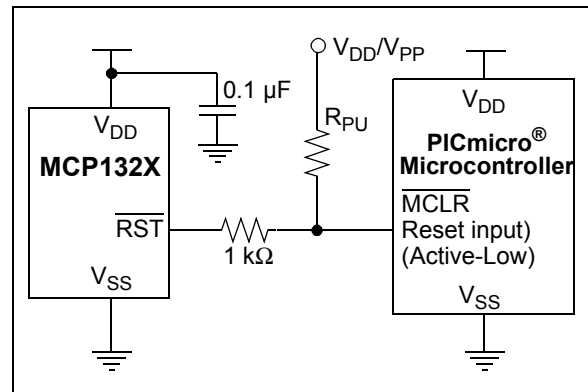 V_DD/V_PP
0.1 µF
R_PU
V_DD
MCP132X
RST
V_SS
1 kΩ
V_DD
PICmicro®
Microcontroller
MCLR
Reset input)
(Active-Low)
V_SS